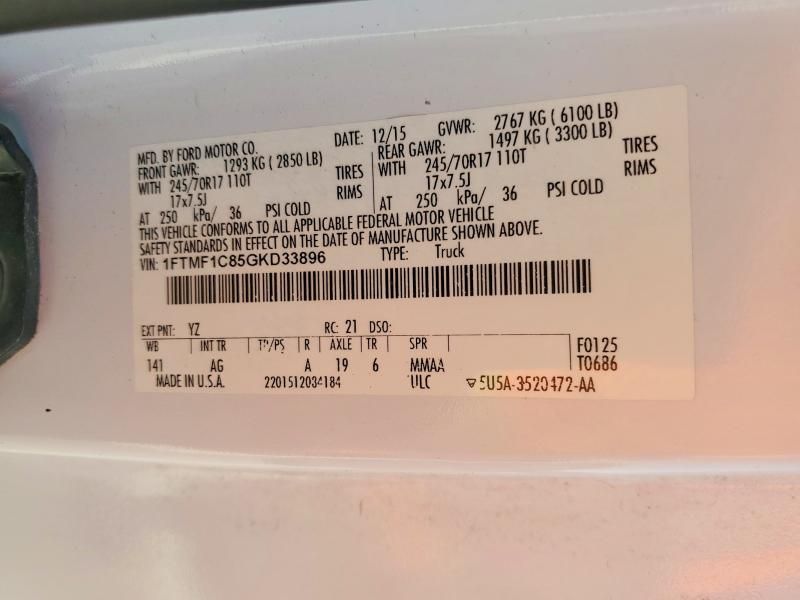 MFD. BY FORD MOTOR CO. DATE: 12/15 GVWR: 2767 KG ( 6100 LB)
FRONT GAWR: 1293 KG ( 2850 LB) REAR GAWR: 1497 KG ( 3300 LB)
WITH 245/70R17 110T TIRES WITH 245/70R17 110T TIRES
17x7.5J RIMS 17x7.5J RIMS
AT 250 kPa/ 36 PSI COLD AT 250 kPa/ 36 PSI COLD
THIS VEHICLE CONFORMS TO ALL APPLICABLE FEDERAL MOTOR VEHICLE
SAFETY STANDARDS IN EFFECT ON THE DATE OF MANUFACTURE SHOWN ABOVE.
VIN: 1FTMF1C85GKD33896 TYPE: Truck
EXT PNT: YZ RC: 21 DSO:
WB INT TR TP/PS R AXLE TR SPR F0125
141 AG A 19 6 MMAA T0686
MADE IN U.S.A. 2201512034184 ULC 5U5A-3520472-AA